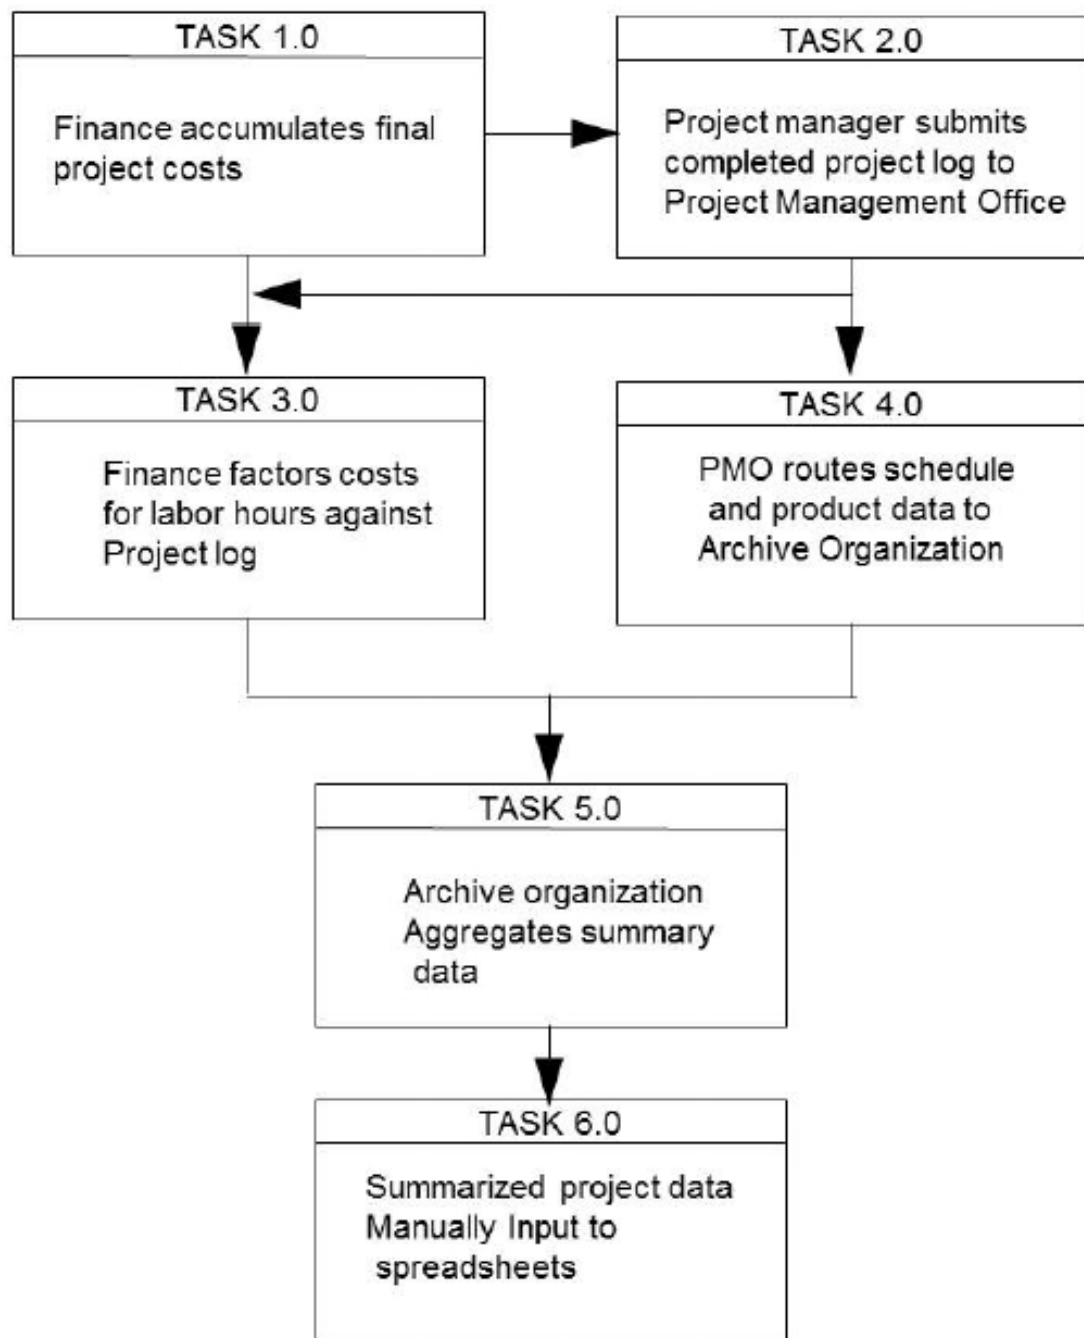 TASK 1.0
Finance accumulates final
project costs
TASK 2.0
Project manager submits
completed project log to
Project Management Office
TASK 3.0
Finance factors costs
for labor hours against
Project log
TASK 4.0
PMO routes schedule
and product data to
Archive Organization
TASK 5.0
Archive organization
Aggregates summary
data
TASK 6.0
Summarized project data
Manually Input to
spreadsheets